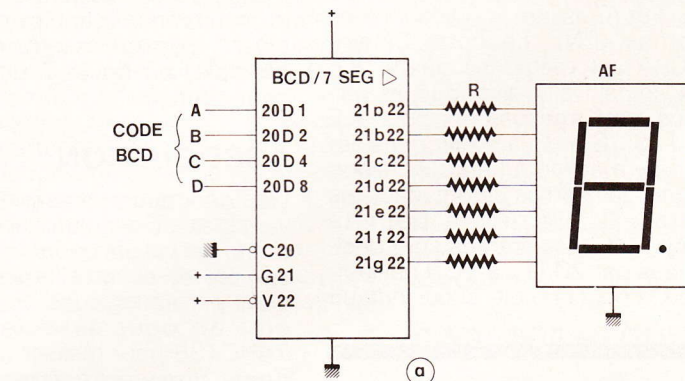 +
BCD/7 SEG ▷
AF
R
CODE
BCD
A
B
C
D
20D 1
20D 2
20D 4
20D 8
21a 22
21b 22
21c 22
21d 22
21e 22
21f 22
21g 22
C 20
+
G 21
+
V 22
a